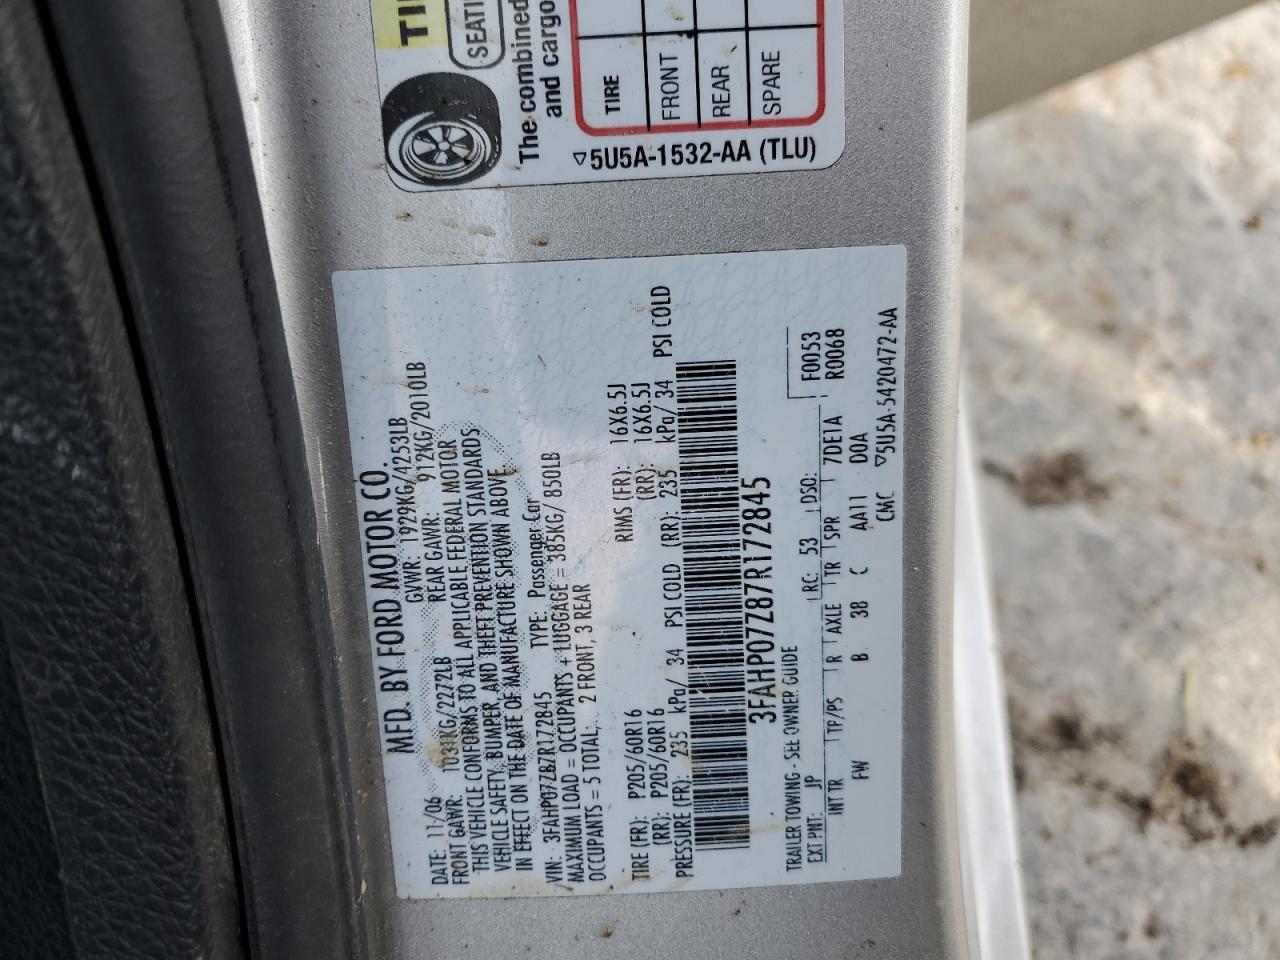 TI
SEATI
The combined
and cargo
TIRE
FRONT
REAR
SPARE
▽5U5A-1532-AA (TLU)
MFD. BY FORD MOTOR CO.
DATE: 11/06 GVWR: 1929KG/4253LB
FRONT GAWR: 1031KG/2272LB REAR GAWR: 912KG/2010LB
THIS VEHICLE CONFORMS TO ALL APPLICABLE FEDERAL MOTOR
VEHICLE SAFETY, BUMPER, AND THEFT PREVENTION STANDARDS
IN EFFECT ON THE DATE OF MANUFACTURE SHOWN ABOVE
VIN: 3FAHP07Z87R172845 TYPE: Passenger Car
MAXIMUM LOAD = OCCUPANTS + LUGGAGE = 385KG/ 850LB
OCCUPANTS = 5 TOTAL; 2 FRONT, 3 REAR
TIRE (FR): P205/60R16 RIMS (FR): 16X6.5J
(RR): P205/60R16 (RR): 16X6.5J
PRESSURE (FR): 235 kPa/ 34 PSI COLD (RR): 235 kPa/ 34 PSI COLD
3FAHP07Z87R172845
TRAILER TOWING - SEE OWNER GUIDE
F0053
R0068
EXT PNT: JP RC: 53 DSO:
INT TR TP/PS R AXLE TR SPR 7DE1A
FW B 38 C AA11 DOA
CMC ▽5U5A-5420472-AA